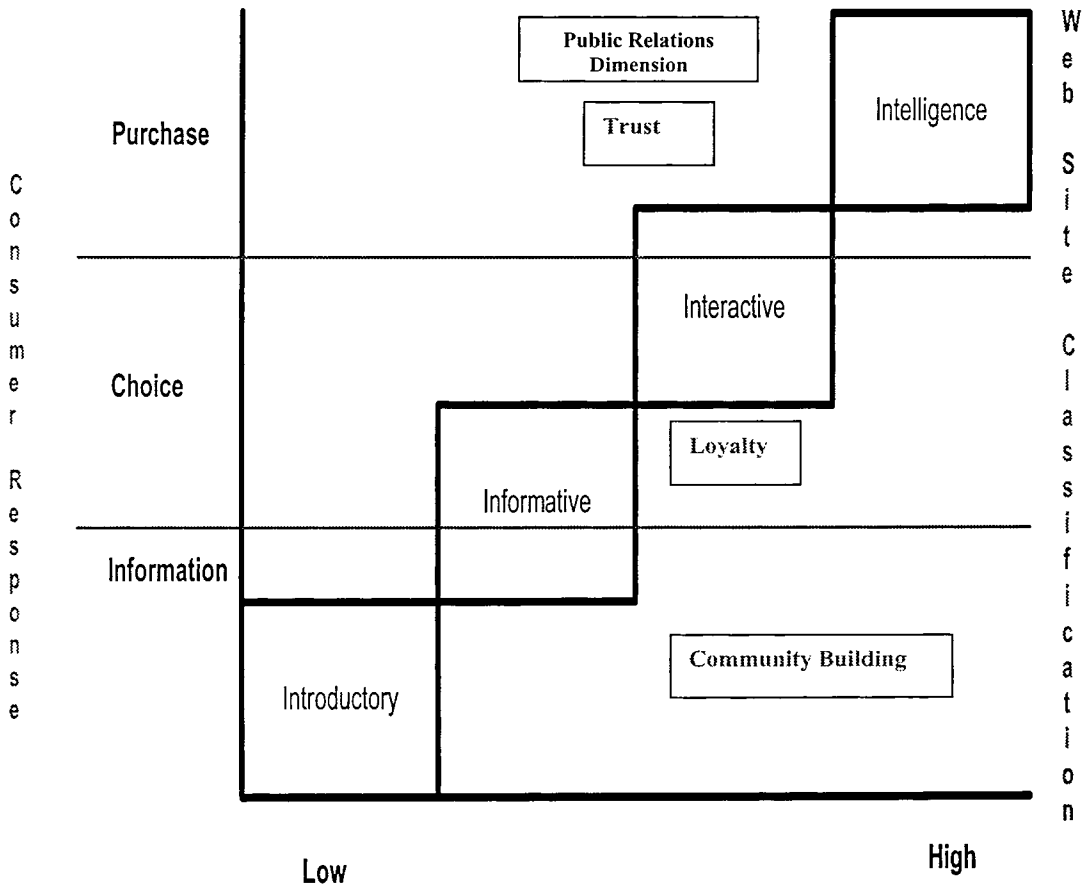 Public Relations
Dimension
Trust
Intelligence
Purchase
Interactive
Choice
Loyalty
Informative
Information
Community Building
Introductory
Low
High
Consumer Response
Web Site Classification